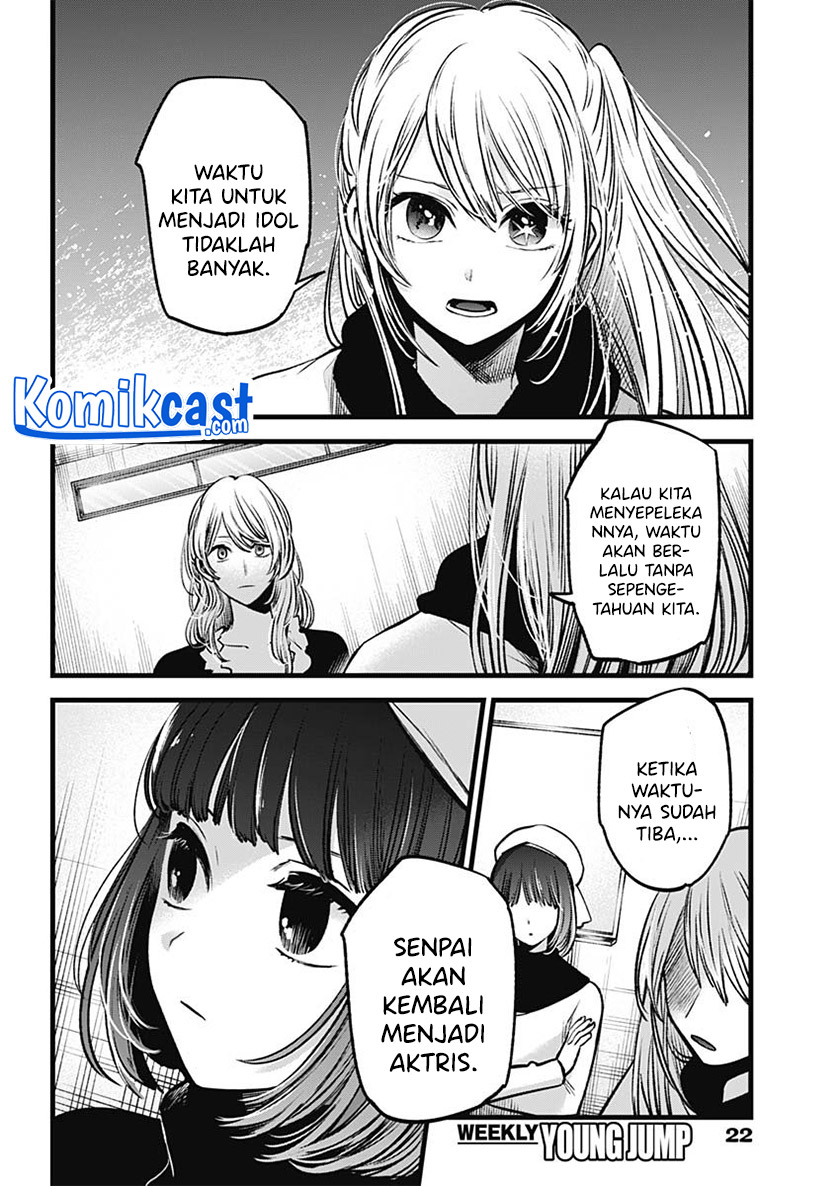 WAKTU
KITA UNTUK
MENJADI IDOL
TIDAKLAH
BANYAK.
Komikcast
.com
KALAU KITA
MENYEPELEKA
NNYA, WAKTU
AKAN BER-
LALU TANPA
SEPENGE-
TAHUAN KITA.
KETIKA
WAKTU-
NYA SUDAH
TIBA,...
SENPAI
AKAN
KEMBALI
MENJADI
AKTRIS.
WEEKLY YOUNG JUMP 22